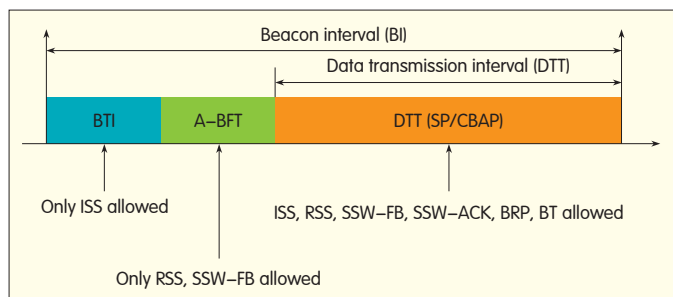 Beacon interval (BI)
Data transmission interval (DTT)
BTI
A–BFT
DTT (SP/CBAP)
Only ISS allowed
ISS, RSS, SSW–FB, SSW–ACK, BRP, BT allowed
Only RSS, SSW–FB allowed